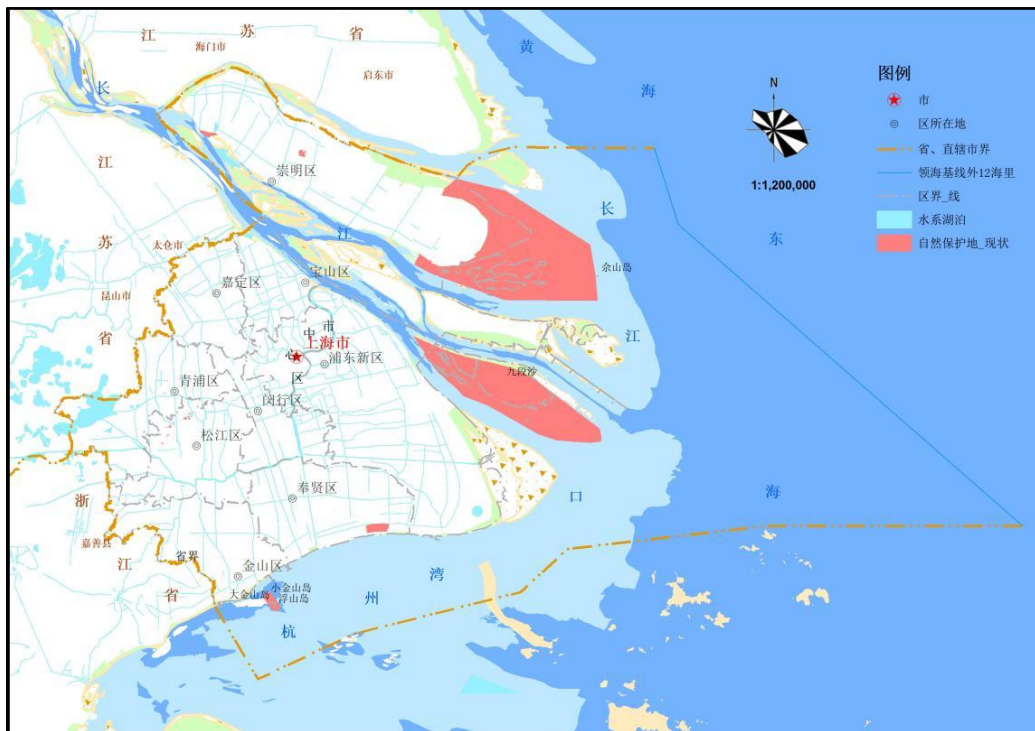 江 苏 省
海门市
启东市
黄
海
长
江
苏
省
太仓市
昆山市
崇明区
江
长
江
口
佘山岛
嘉定区
宝山区
中 市
心
区
上海市
浦东新区
九段沙
青浦区
闵行区
松江区
奉贤区
东
海
浙
江
省
嘉善县
省界
金山区
大金山岛
小金山岛
浮山岛
杭
州
湾
N
1:1,200,000
图例
市
区所在地
省、直辖市界
领海基线外12海里
区界_线
水系湖泊
自然保护地_现状